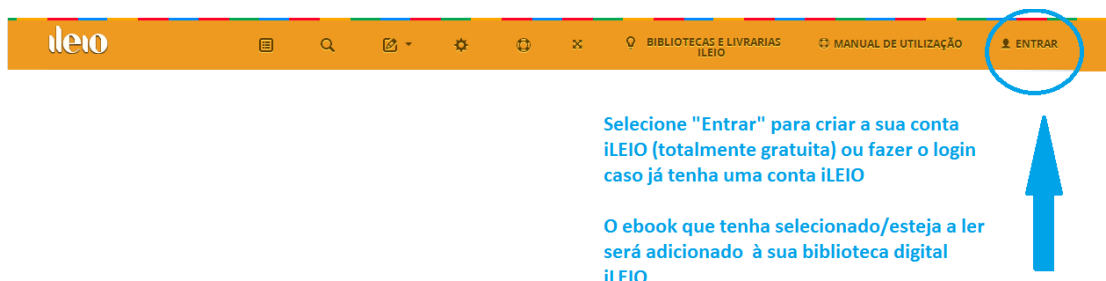 ileio
BIBLIOTECAS E LIVRARIAS
ILEIO
MANUAL DE UTILIZAÇÃO
ENTRAR
Selecione "Entrar" para criar a sua conta
iLEIO (totalmente gratuita) ou fazer o login
caso já tenha uma conta iLEIO
O ebook que tenha selecionado/esteja a ler
será adicionado à sua biblioteca digital
iLEIO